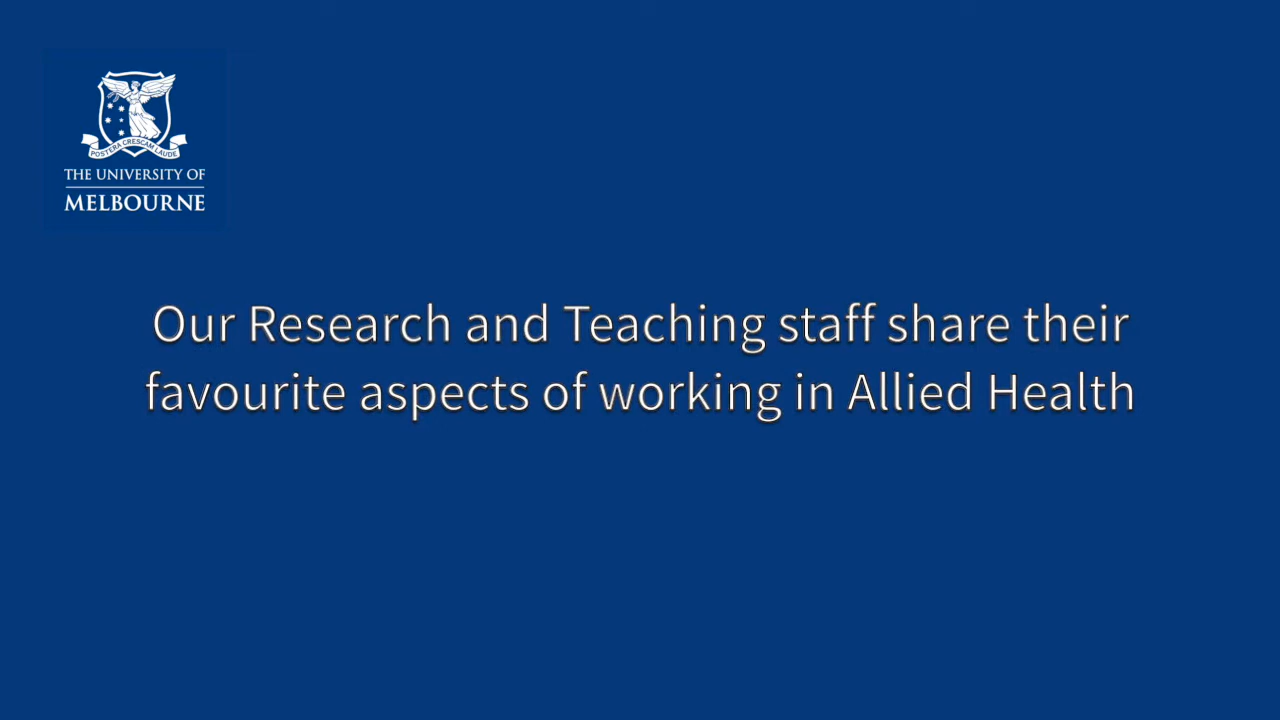 POSTERA CRESCAM LAUDE
THE UNIVERSITY OF
MELBOURNE
Our Research and Teaching staff share their
favourite aspects of working in Allied Health